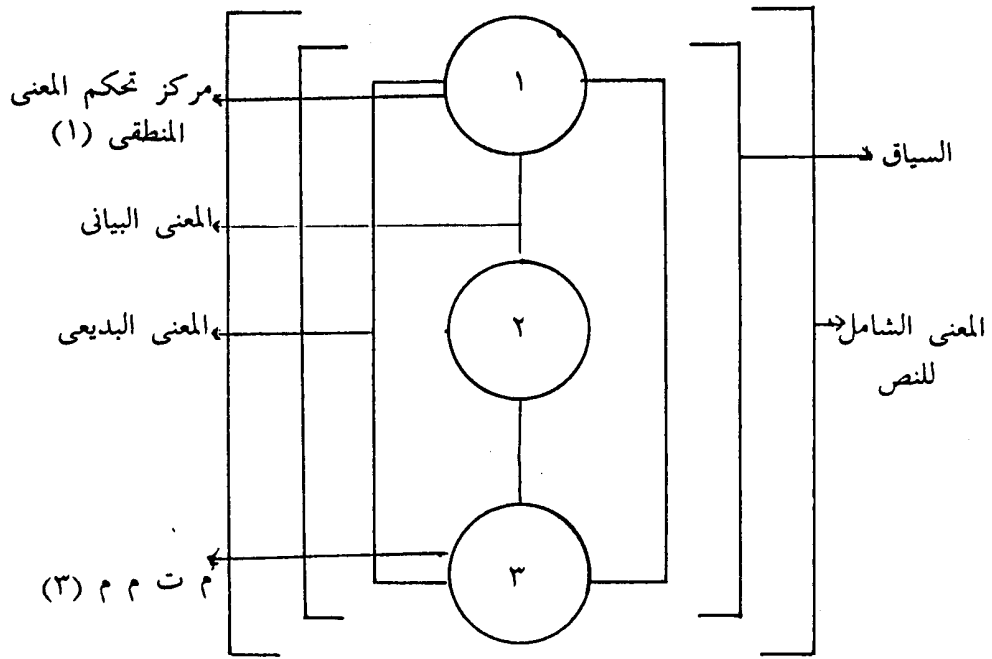 ١
مركز تحكم المعنى
المنطقى (١)
السياق
المعنى البيانى
٢
المعنى البديعى
المعنى الشامل
للنص
٣
م ت م م (٣)